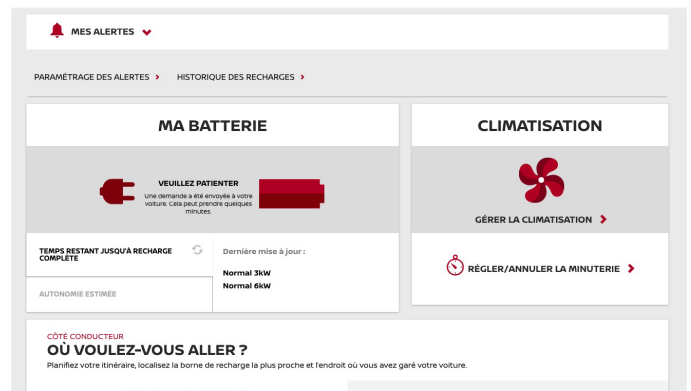 MES ALERTES
PARAMÉTRAGE DES ALERTES
HISTORIQUE DES RECHARGES
MA BATTERIE
VEUILLEZ PATIENTER
Une demande a été envoyée à votre
voiture. Cela peut prendre quelques
minutes.
TEMPS RESTANT JUSQU'À RECHARGE
COMPLÈTE
AUTONOMIE ESTIMÉE
Dernière mise à jour :
Normal 3kW
Normal 6kW
CLIMATISATION
GÉRER LA CLIMATISATION
RÉGLER/ANNULER LA MINUTERIE
CÔTÉ CONDUCTEUR
OÙ VOULEZ-VOUS ALLER ?
Planifiez votre itinéraire, localisez la borne de recharge la plus proche et l'endroit où vous avez garé votre voiture.